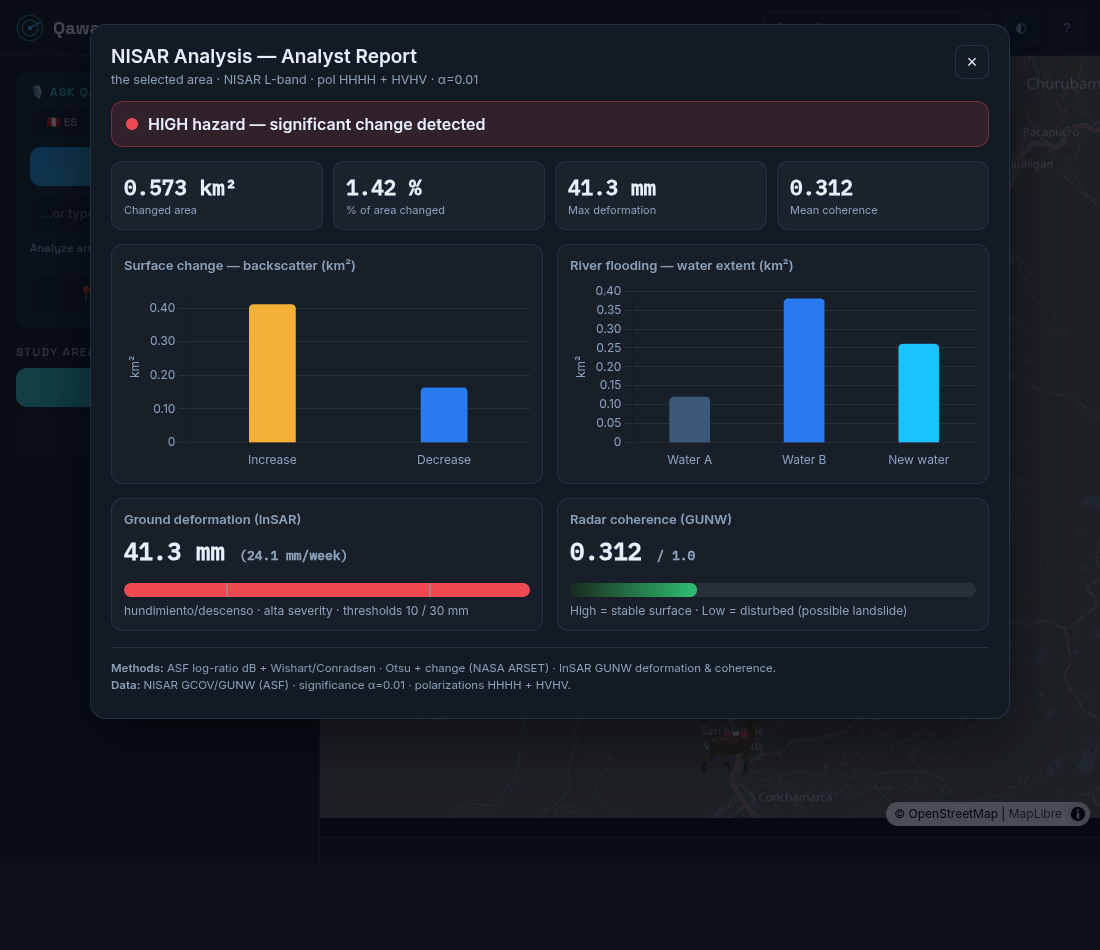 Qawa
?
ASK Q
ES
...or type
Analyze are
STUDY AREA
NISAR Analysis — Analyst Report
the selected area · NISAR L-band · pol HHHH + HVHV · α=0.01
✕
HIGH hazard — significant change detected
0.573 km²
Changed area
1.42 %
% of area changed
41.3 mm
Max deformation
0.312
Mean coherence
Surface change — backscatter (km²)
km²
0.40
0.30
0.20
0.10
0
Increase
Decrease
River flooding — water extent (km²)
km²
0.40
0.35
0.30
0.25
0.20
0.15
0.10
0.05
0
Water A
Water B
New water
Ground deformation (InSAR)
41.3 mm (24.1 mm/week)
hundimiento/descenso · alta severity · thresholds 10 / 30 mm
Radar coherence (GUNW)
0.312 / 1.0
High = stable surface · Low = disturbed (possible landslide)
Methods: ASF log-ratio dB + Wishart/Conradsen · Otsu + change (NASA ARSET) · InSAR GUNW deformation & coherence.
Data: NISAR GCOV/GUNW (ASF) · significance α=0.01 · polarizations HHHH + HVHV.
Churubam
Pacapucro
aulligan
Conchamarca
© OpenStreetMap | MapLibre